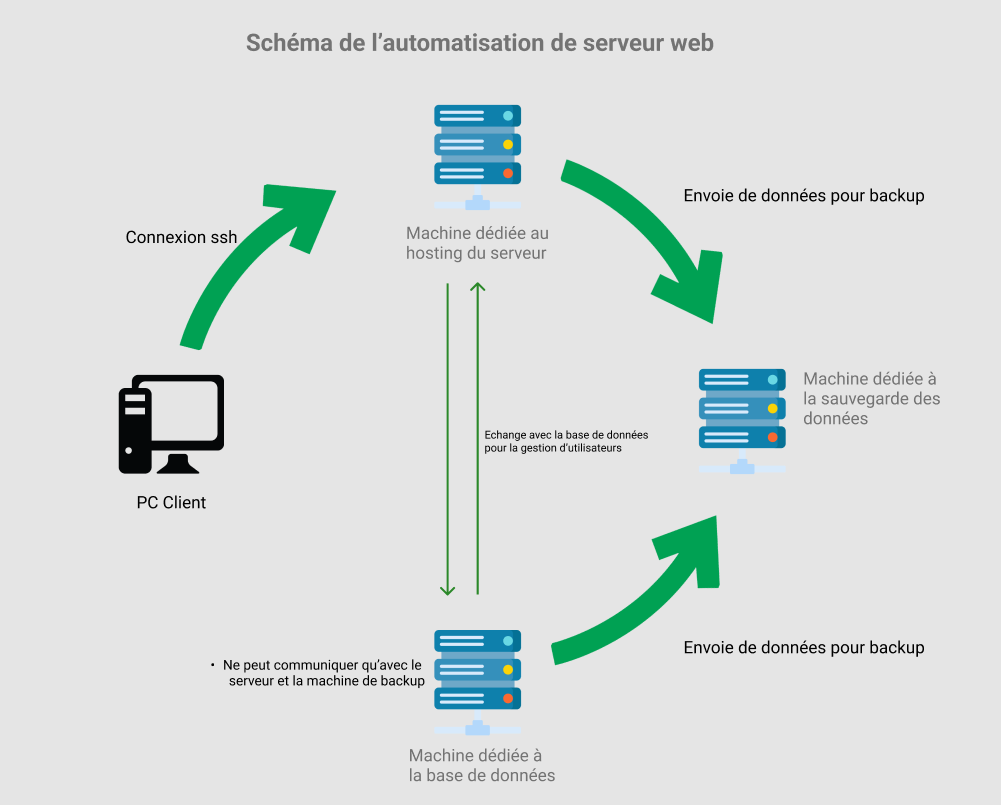 Schéma de l'automatisation de serveur web
Connexion ssh
Machine dédiée au
hosting du serveur
Envoie de données pour backup
Machine dédiée à
la sauvegarde des
données
Echange avec la base de données
pour la gestion d'utilisateurs
PC Client
• Ne peut communiquer qu'avec le
serveur et la machine de backup
Envoie de données pour backup
Machine dédiée à
la base de données